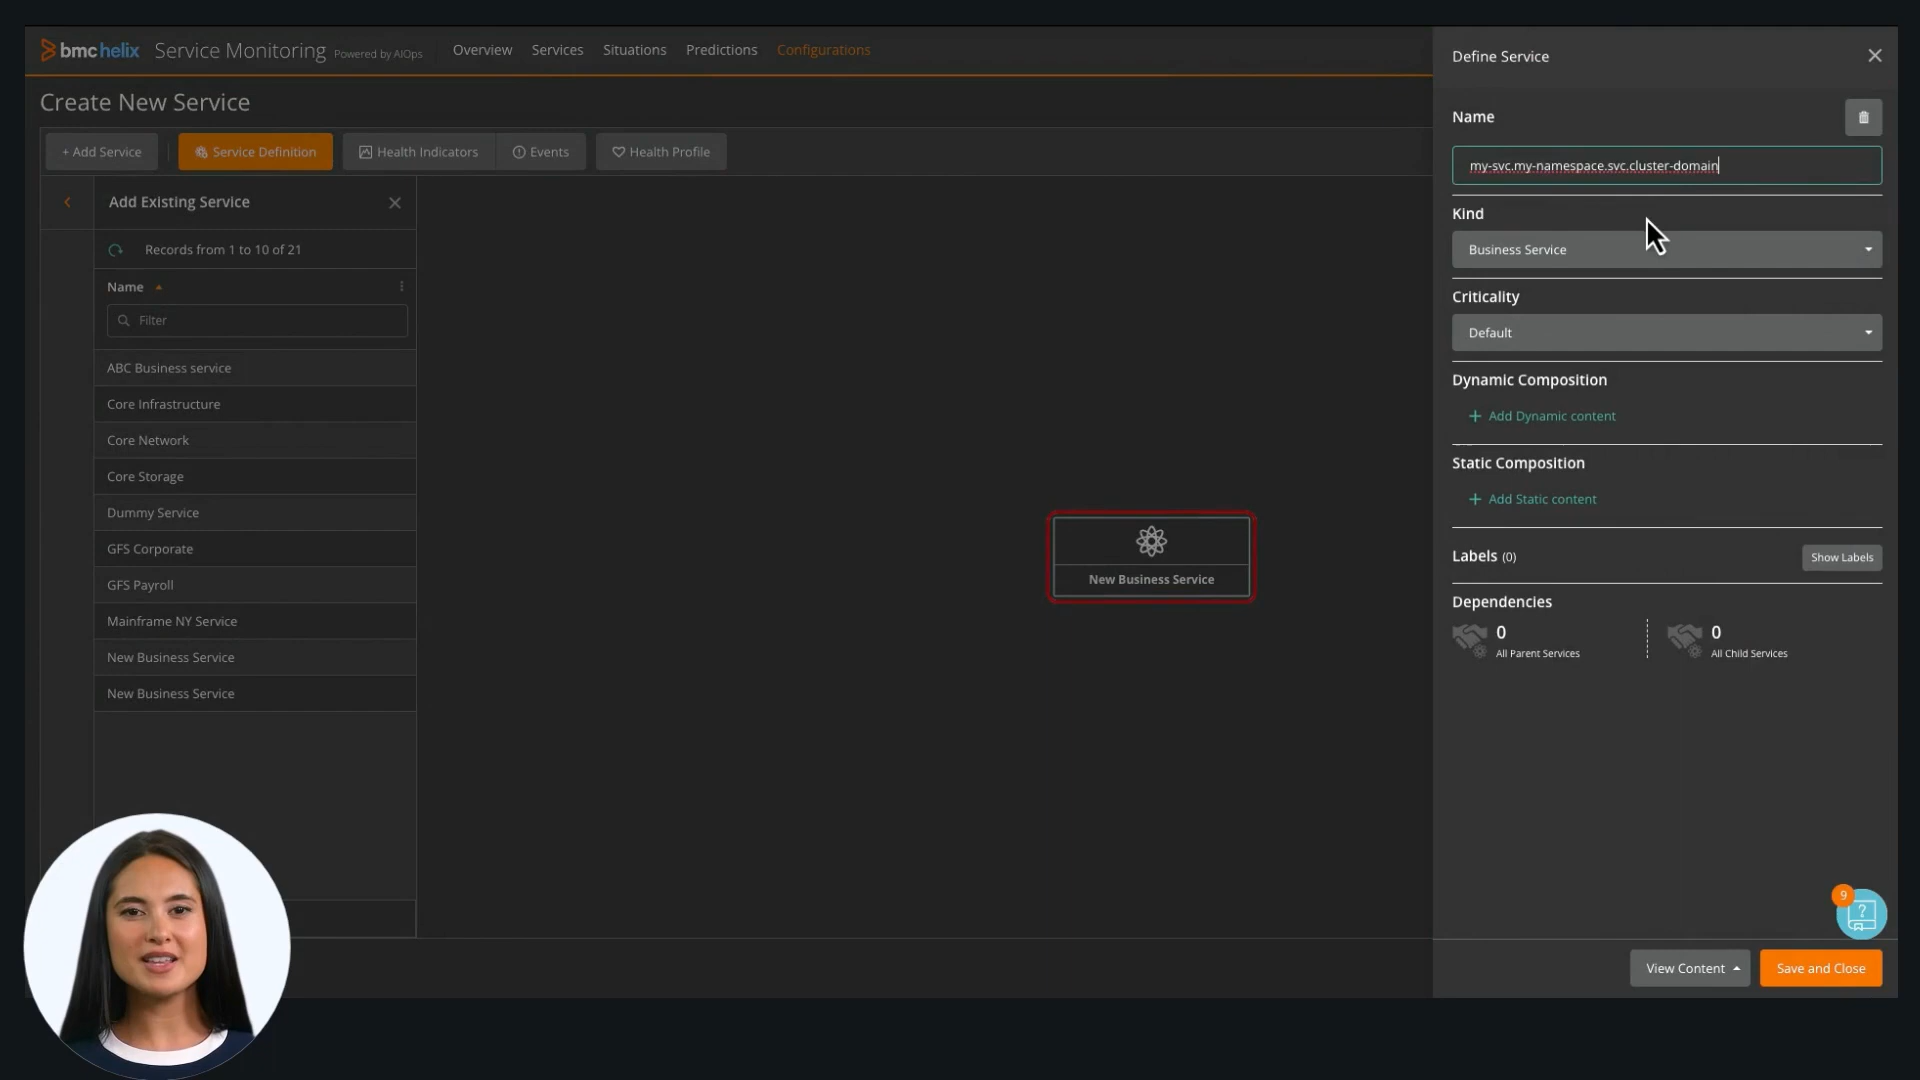 bmc helix Service Monitoring Powered by AIOps Overview Services Situations Predictions Configurations
Create New Service
+ Add Service Service Definition Health Indicators Events Health Profile
Add Existing Service
Records from 1 to 10 of 21
Name
Filter
ABC Business service
Core Infrastructure
Core Network
Core Storage
Dummy Service
GFS Corporate
GFS Payroll
Mainframe NY Service
New Business Service
New Business Service
New Business Service
Define Service
Name
my-svc.my-namespace.svc.cluster-domain
Kind
Business Service
Criticality
Default
Dynamic Composition
+ Add Dynamic content
Static Composition
+ Add Static content
Labels (0) Show Labels
Dependencies
0 All Parent Services
0 All Child Services
9
?
View Content Save and Close